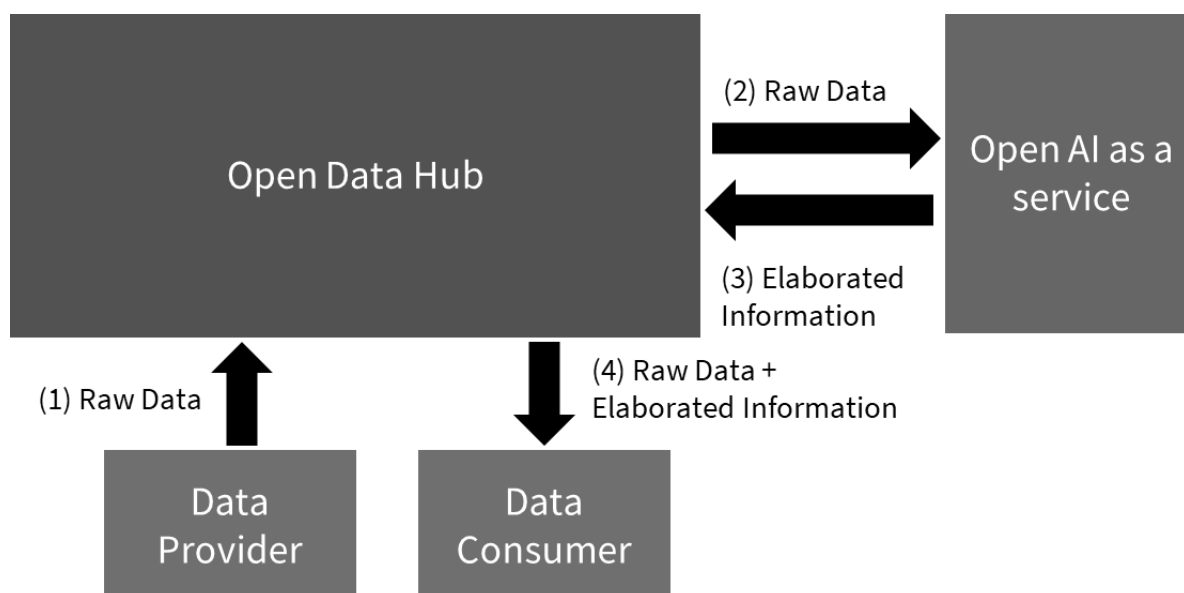 Open Data Hub
(2) Raw Data
Open AI as a
service
(3) Elaborated
Information
(1) Raw Data
(4) Raw Data +
Elaborated Information
Data
Provider
Data
Consumer